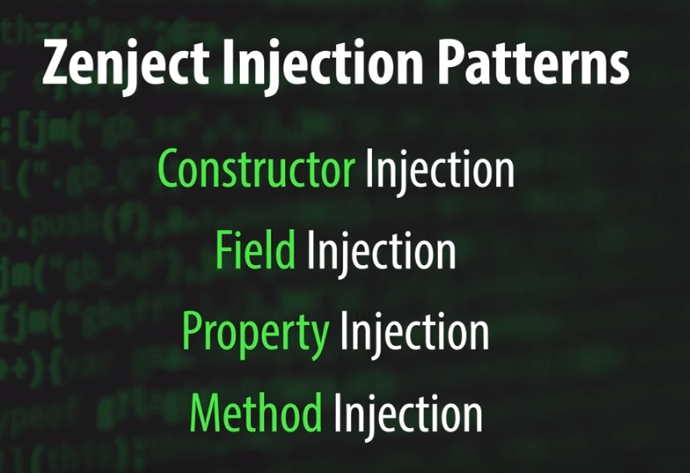 Zenject Injection Patterns
Constructor Injection
Field Injection
Property Injection
Method Injection